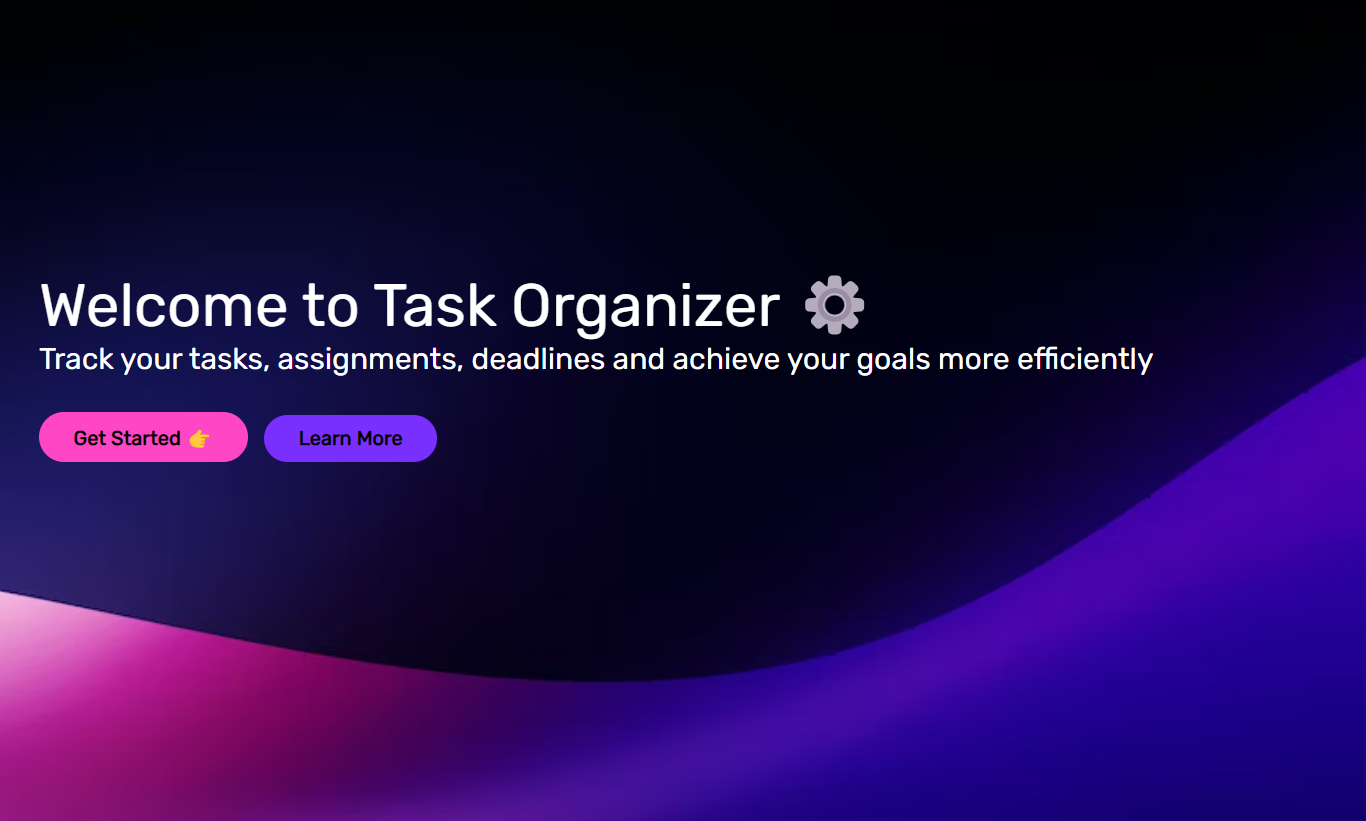 Welcome to Task Organizer ⚙️
Track your tasks, assignments, deadlines and achieve your goals more efficiently
Get Started 👉 Learn More